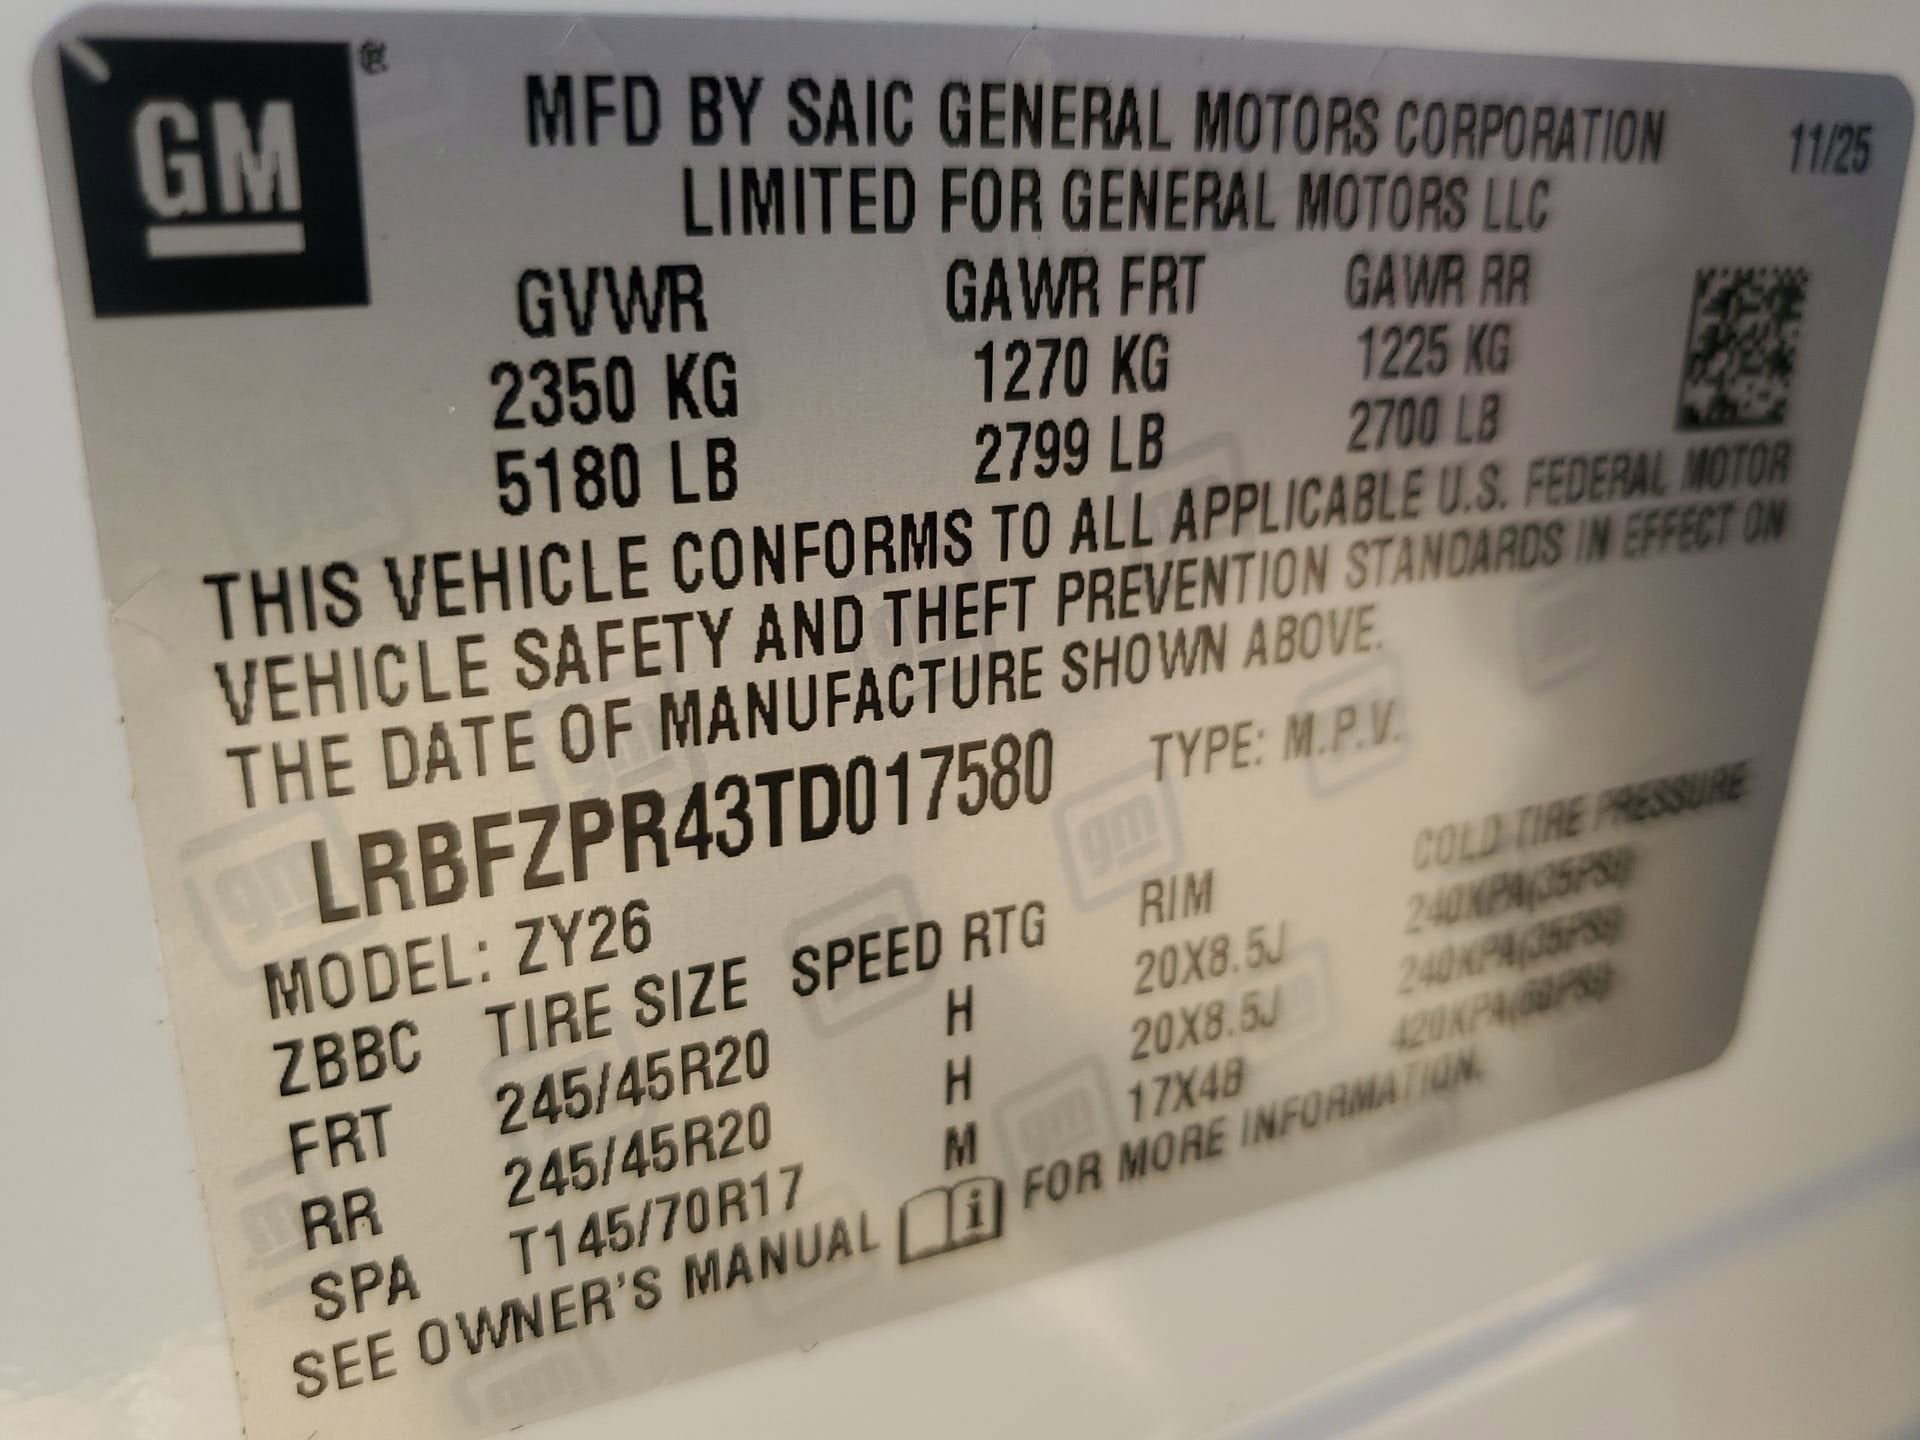 GM ®
MFD BY SAIC GENERAL MOTORS CORPORATION 11/25
LIMITED FOR GENERAL MOTORS LLC
GVWR GAWR FRT GAWR RR
2350 KG 1270 KG 1225 KG
5180 LB 2799 LB 2700 LB
THIS VEHICLE CONFORMS TO ALL APPLICABLE U.S. FEDERAL MOTOR
VEHICLE SAFETY AND THEFT PREVENTION STANDARDS IN EFFECT ON
THE DATE OF MANUFACTURE SHOWN ABOVE.
LRBFZPR43TD017580 TYPE: M.P.V.
MODEL: ZY26
ZBBC TIRE SIZE SPEED RTG RIM COLD TIRE PRESSURE
FRT 245/45R20 H 20X8.5J 240KPA(35PSI)
RR 245/45R20 H 20X8.5J 240KPA(35PSI)
SPA T145/70R17 M 17X4B 420KPA(60PSI)
SEE OWNER'S MANUAL i FOR MORE INFORMATION.